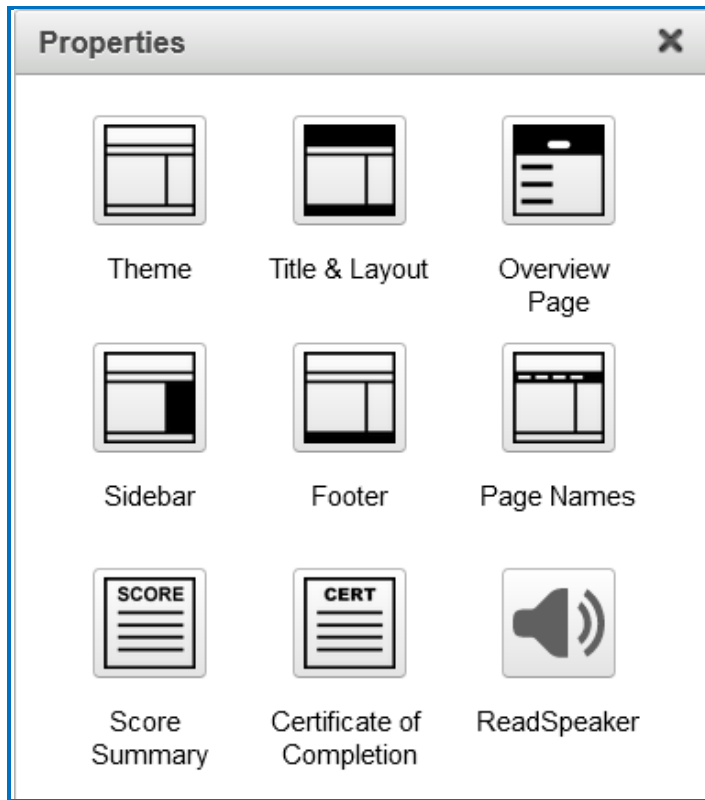 Properties
Theme
Title & Layout
Overview
Page
Sidebar
Footer
Page Names
SCORE
CERT
Score
Summary
Certificate of
Completion
ReadSpeaker